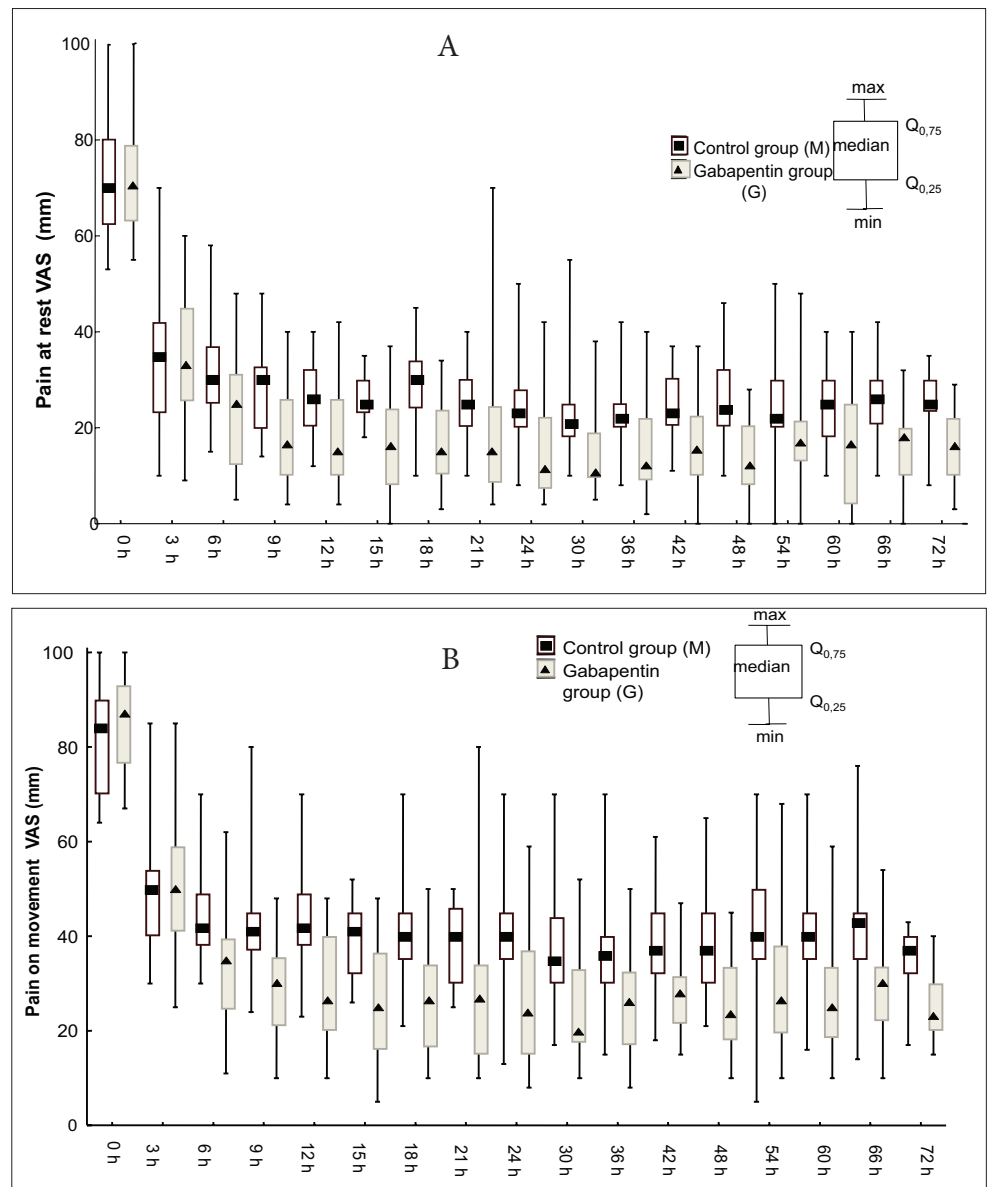 A
Pain at rest VAS (mm)
100
80
60
40
20
0
Control group (M)
Gabapentin group
(G)
max
Q0,75
median
Q0,25
min
0 h
3 h
6 h
9 h
12 h
15 h
18 h
21 h
24 h
30 h
36 h
42 h
48 h
54 h
60 h
66 h
72 h
B
Pain on movement VAS (mm)
100
80
60
40
20
0
Control group (M)
Gabapentin
group (G)
max
Q0,75
median
Q0,25
min
0 h
3 h
6 h
9 h
12 h
15 h
18 h
21 h
24 h
30 h
36 h
42 h
48 h
54 h
60 h
66 h
72 h